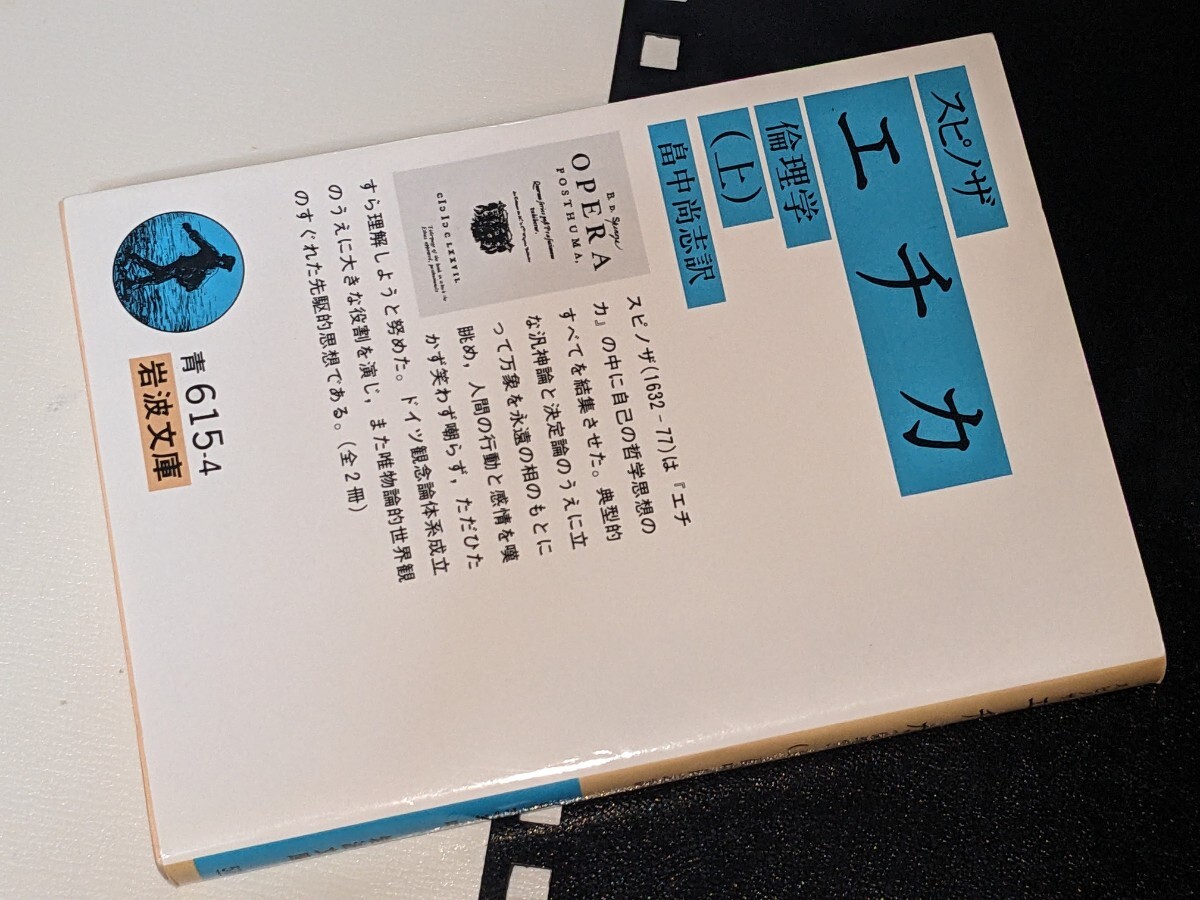 スピノザ
エチカ
倫理学
(上)
畠中尚志訳
B. D. S.
OPERA
POSTHUMA,
スピノザ(1632-77)は『エチ
カ』の中に自己の哲学思想の
すべてを結集させた。典型的
な汎神論と決定論のうえに立
って万象を永遠の相のもとに
眺め,人間の行動と感情を嘆
かず笑わず嘲らず,ただひた
すら理解しようと努めた。ドイツ観念論体系成立
のうえに大きな役割を演じ,また唯物論的世界観
のすぐれた先駆的思想である。(全2冊)
青615-4
岩波文庫